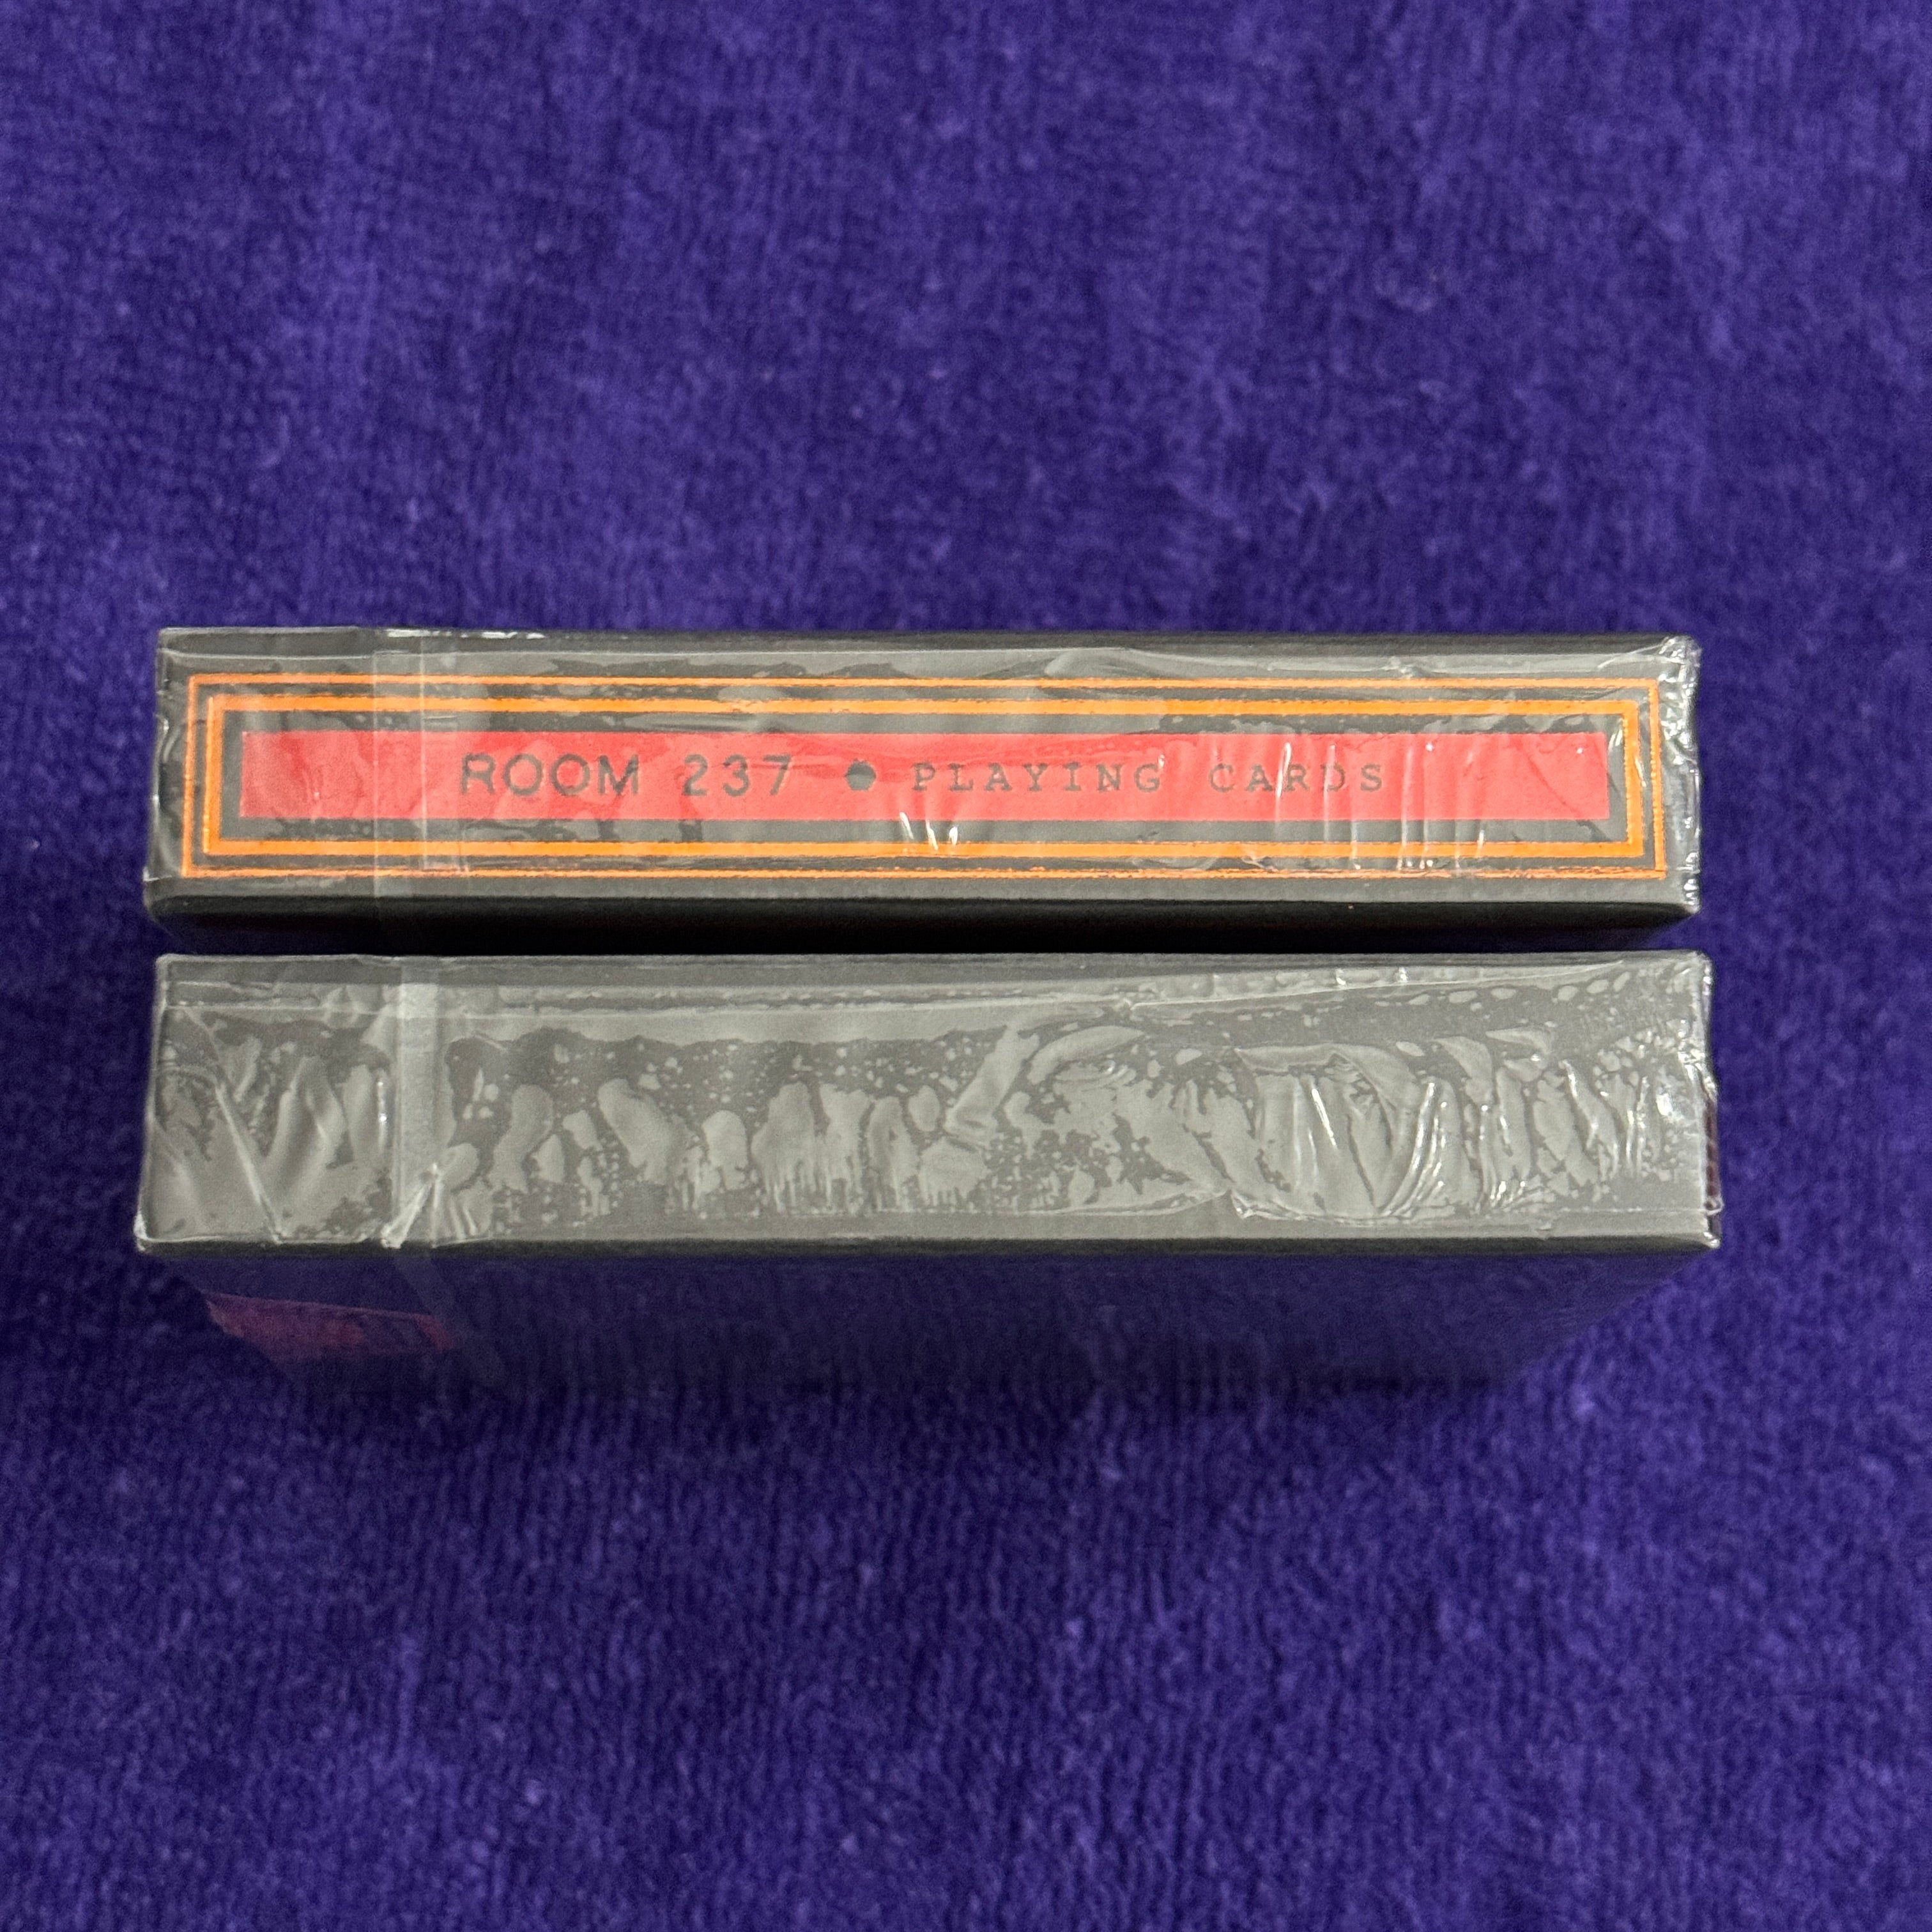 ROOM 237 ● PLAYING CARDS